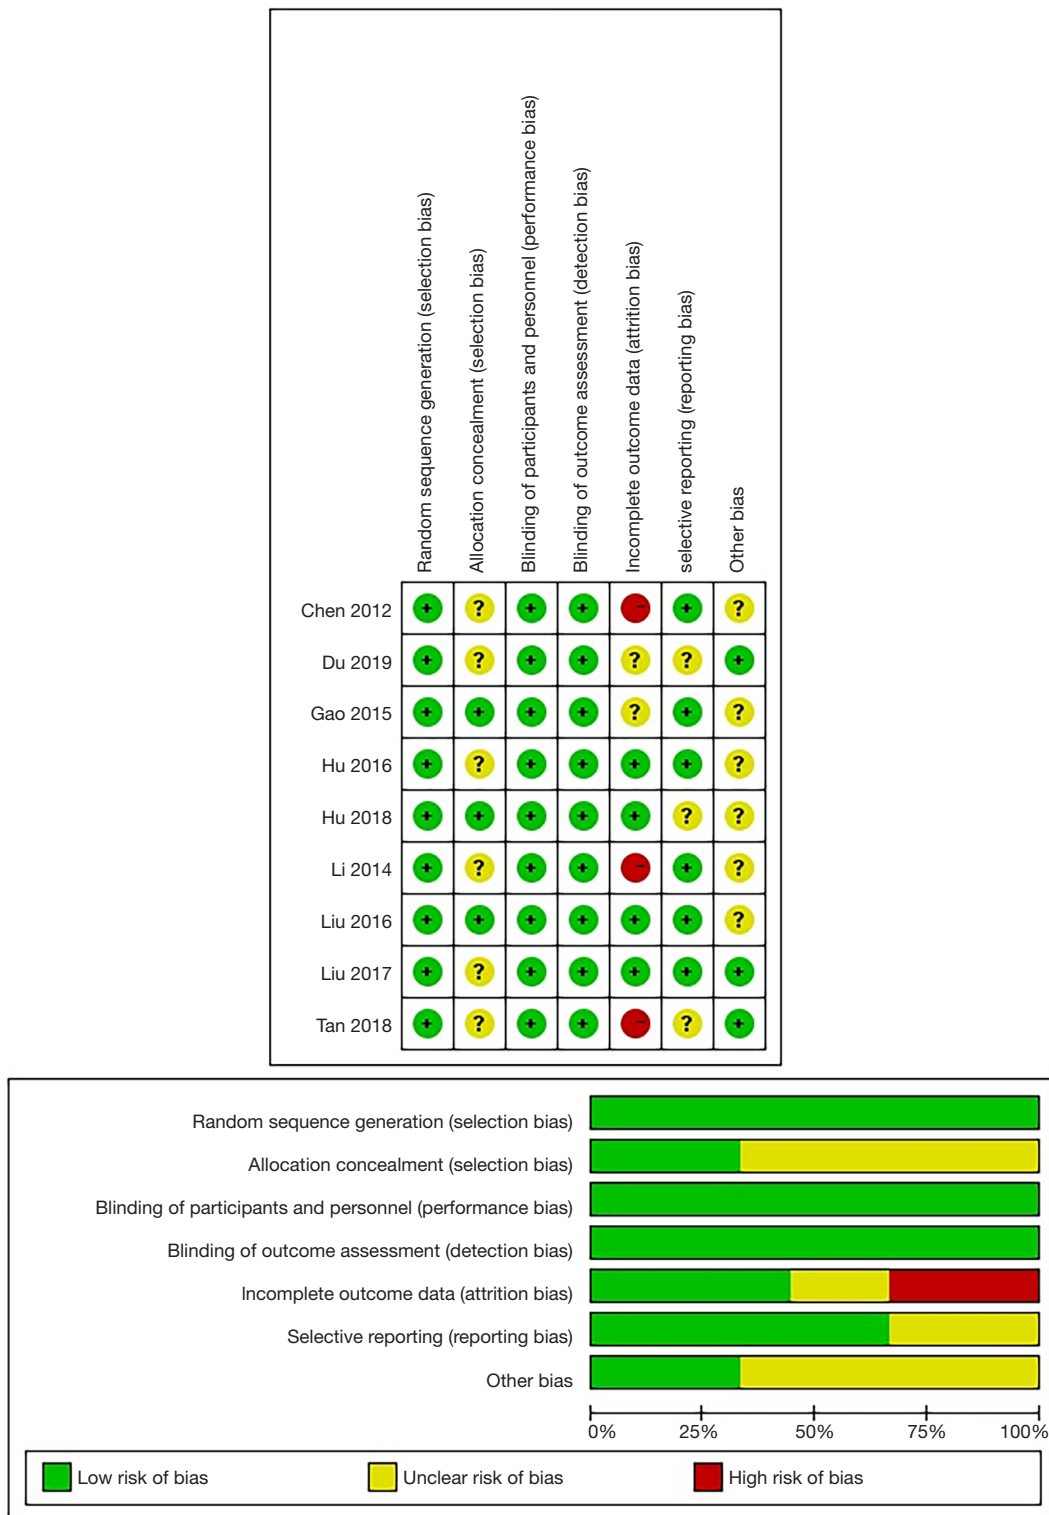 Random sequence generation (selection bias)
Allocation concealment (selection bias)
Blinding of participants and personnel (performance bias)
Blinding of outcome assessment (detection bias)
Incomplete outcome data (attrition bias)
selective reporting (reporting bias)
Other bias
Chen 2012 + ? + + - + ?
Du 2019 + ? + + ? ? +
Gao 2015 + + + + ? + ?
Hu 2016 + ? + + + + ?
Hu 2018 + + + + + ? ?
Li 2014 + ? + + - + ?
Liu 2016 + + + + + + ?
Liu 2017 + ? + + + + +
Tan 2018 + ? + + - ? +
Random sequence generation (selection bias)
Allocation concealment (selection bias)
Blinding of participants and personnel (performance bias)
Blinding of outcome assessment (detection bias)
Incomplete outcome data (attrition bias)
Selective reporting (reporting bias)
Other bias
0% 25% 50% 75% 100%
Low risk of bias Unclear risk of bias High risk of bias